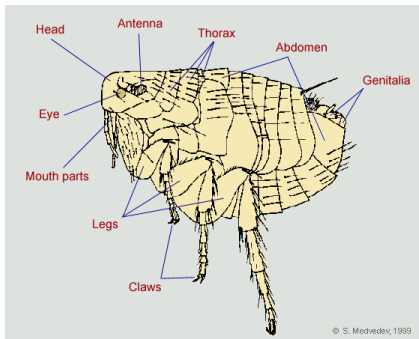 Head
Antenna
Thorax
Abdomen
Genitalia
Eye
Mouth parts
Legs
Claws
© S. Medvedev, 1999